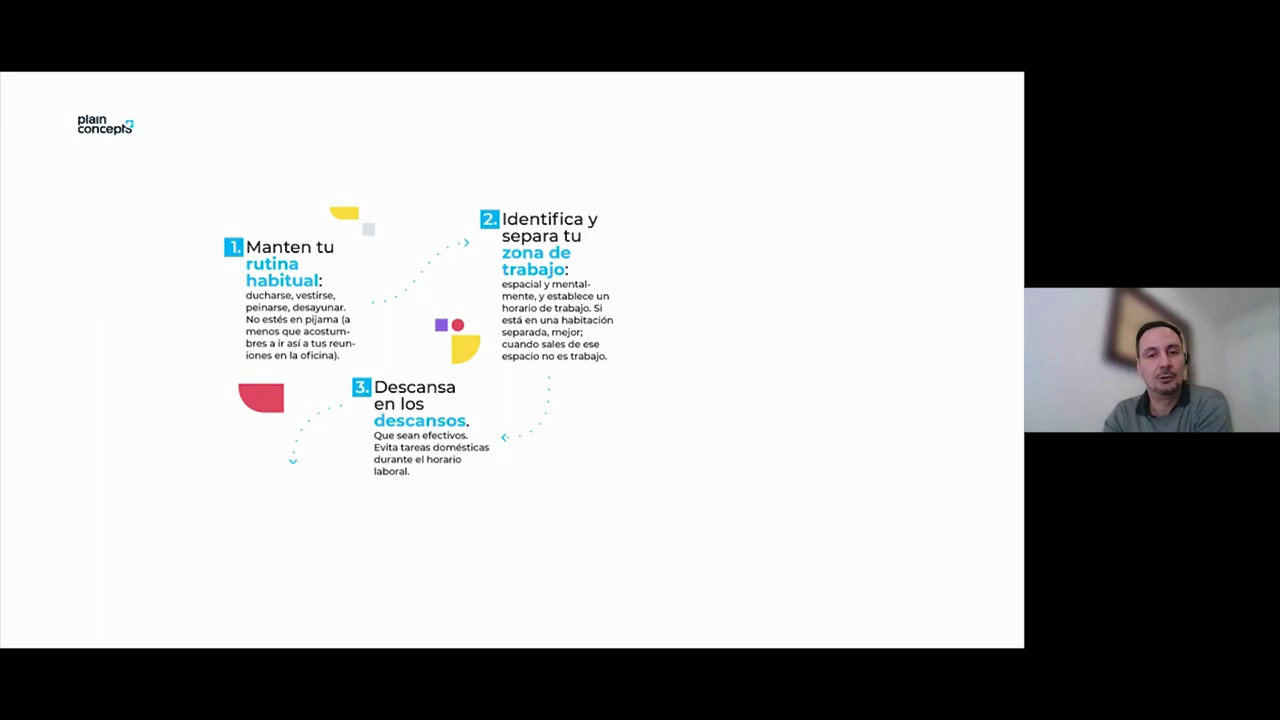 plain
concepts
1. Manten tu
rutina
habitual:
ducharse, vestirse,
peinarse, desayunar.
No estés en pijama (a
menos que acostum-
bres a ir así a tus reun-
iones en la oficina).
2. Identifica y
separa tu
zona de
trabajo:
espacial y mental-
mente, y establece un
horario de trabajo. Si
está en una habitación
separada, mejor;
cuando sales de ese
espacio no es trabajo.
3. Descansa
en los
descansos.
Que sean efectivos.
Evita tareas domésticas
durante el horario
laboral.